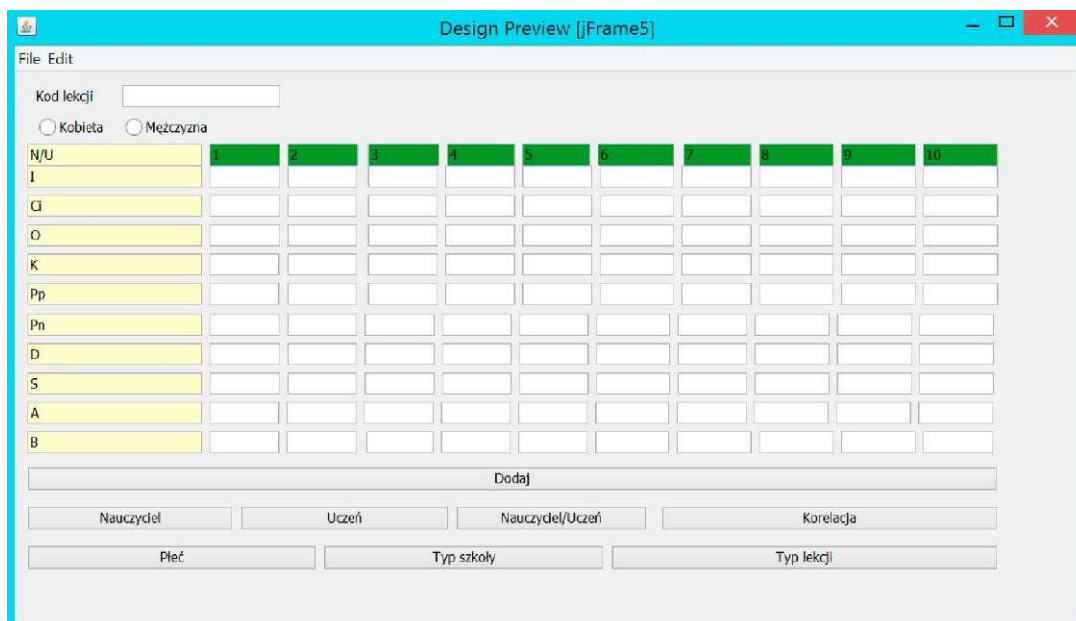 Design Preview [jFrame5]
File Edit
Kod lekcji
Kobieta Mężczyzna
N/U 1 2 3 4 5 6 7 8 9 10
I
Ci
O
K
Pp
Pn
D
S
A
B
Dodaj
Nauczyciel Uczeń Nauczyciel/Uczeń Korelacja
Płeć Typ szkoły Typ lekcji